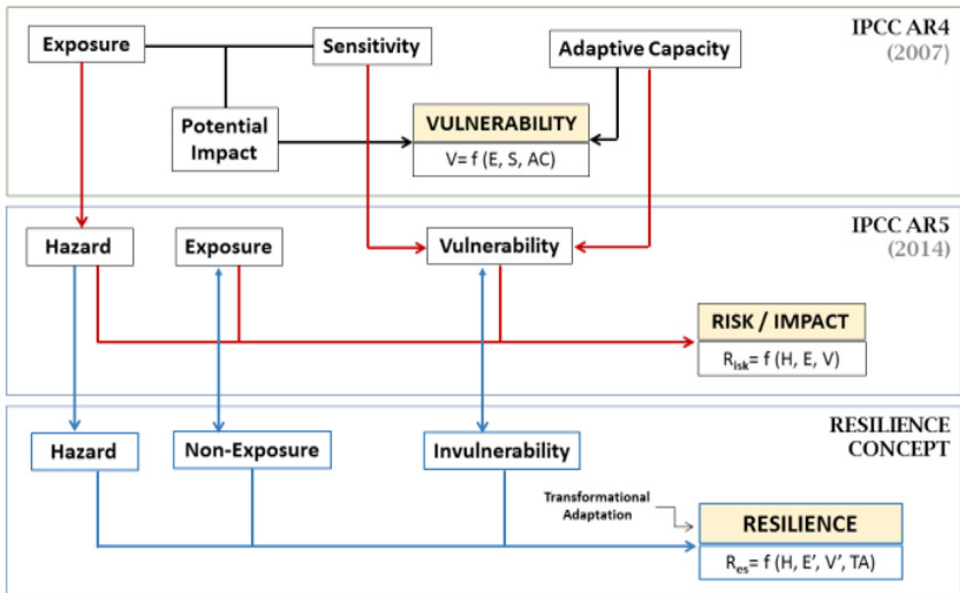 IPCC AR4
(2007)
Exposure
Sensitivity
Adaptive Capacity
Potential
Impact
VULNERABILITY
V= f (E, S, AC)
IPCC AR5
(2014)
Hazard
Exposure
Vulnerability
RISK / IMPACT
Risk= f (H, E, V)
RESILIENCE
CONCEPT
Hazard
Non-Exposure
Invulnerability
Transformational
Adaptation
RESILIENCE
Res= f (H, E’, V’, TA)